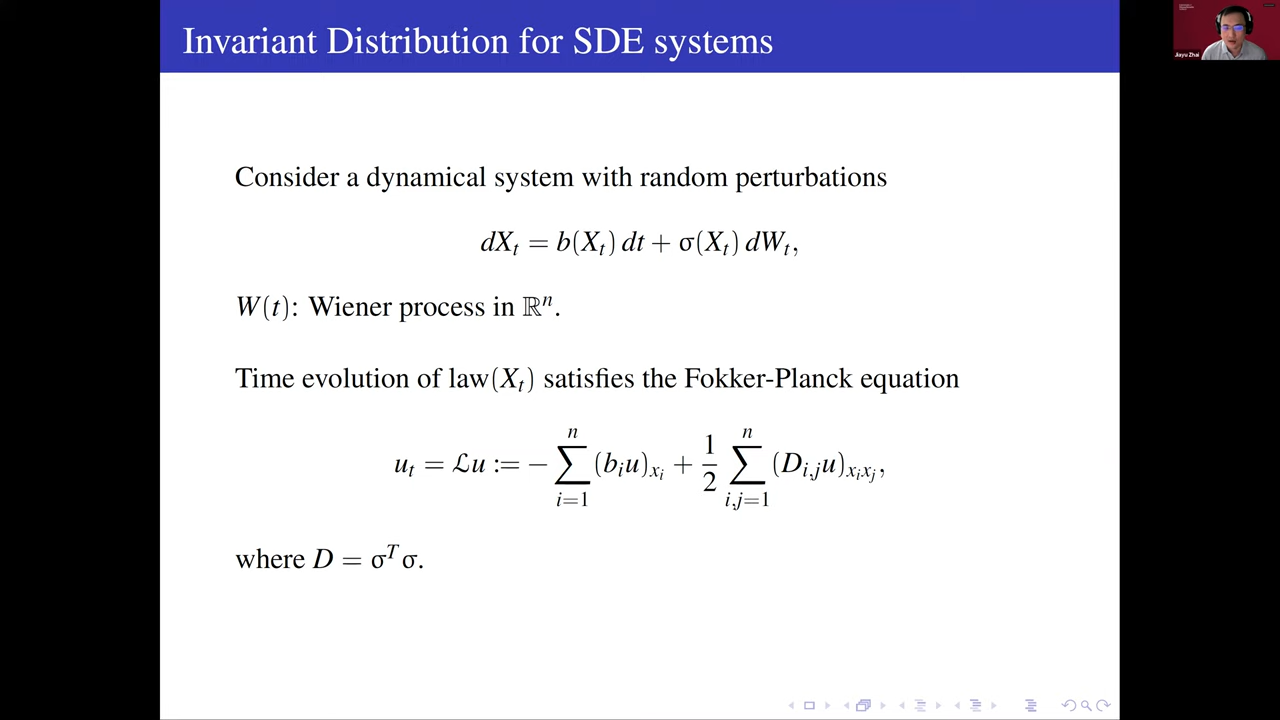 Invariant Distribution for SDE systems
Jiayu Zhai
Consider a dynamical system with random perturbations
dX_t = b(X_t) dt + σ(X_t) dW_t,
W(t): Wiener process in ℝ^n.
Time evolution of law(X_t) satisfies the Fokker-Planck equation
u_t = ℒu := − ∑_{i=1}^{n} (b_i u)_{x_i} + 1/2 ∑_{i,j=1}^{n} (D_{i,j} u)_{x_i x_j},
where D = σ^T σ.